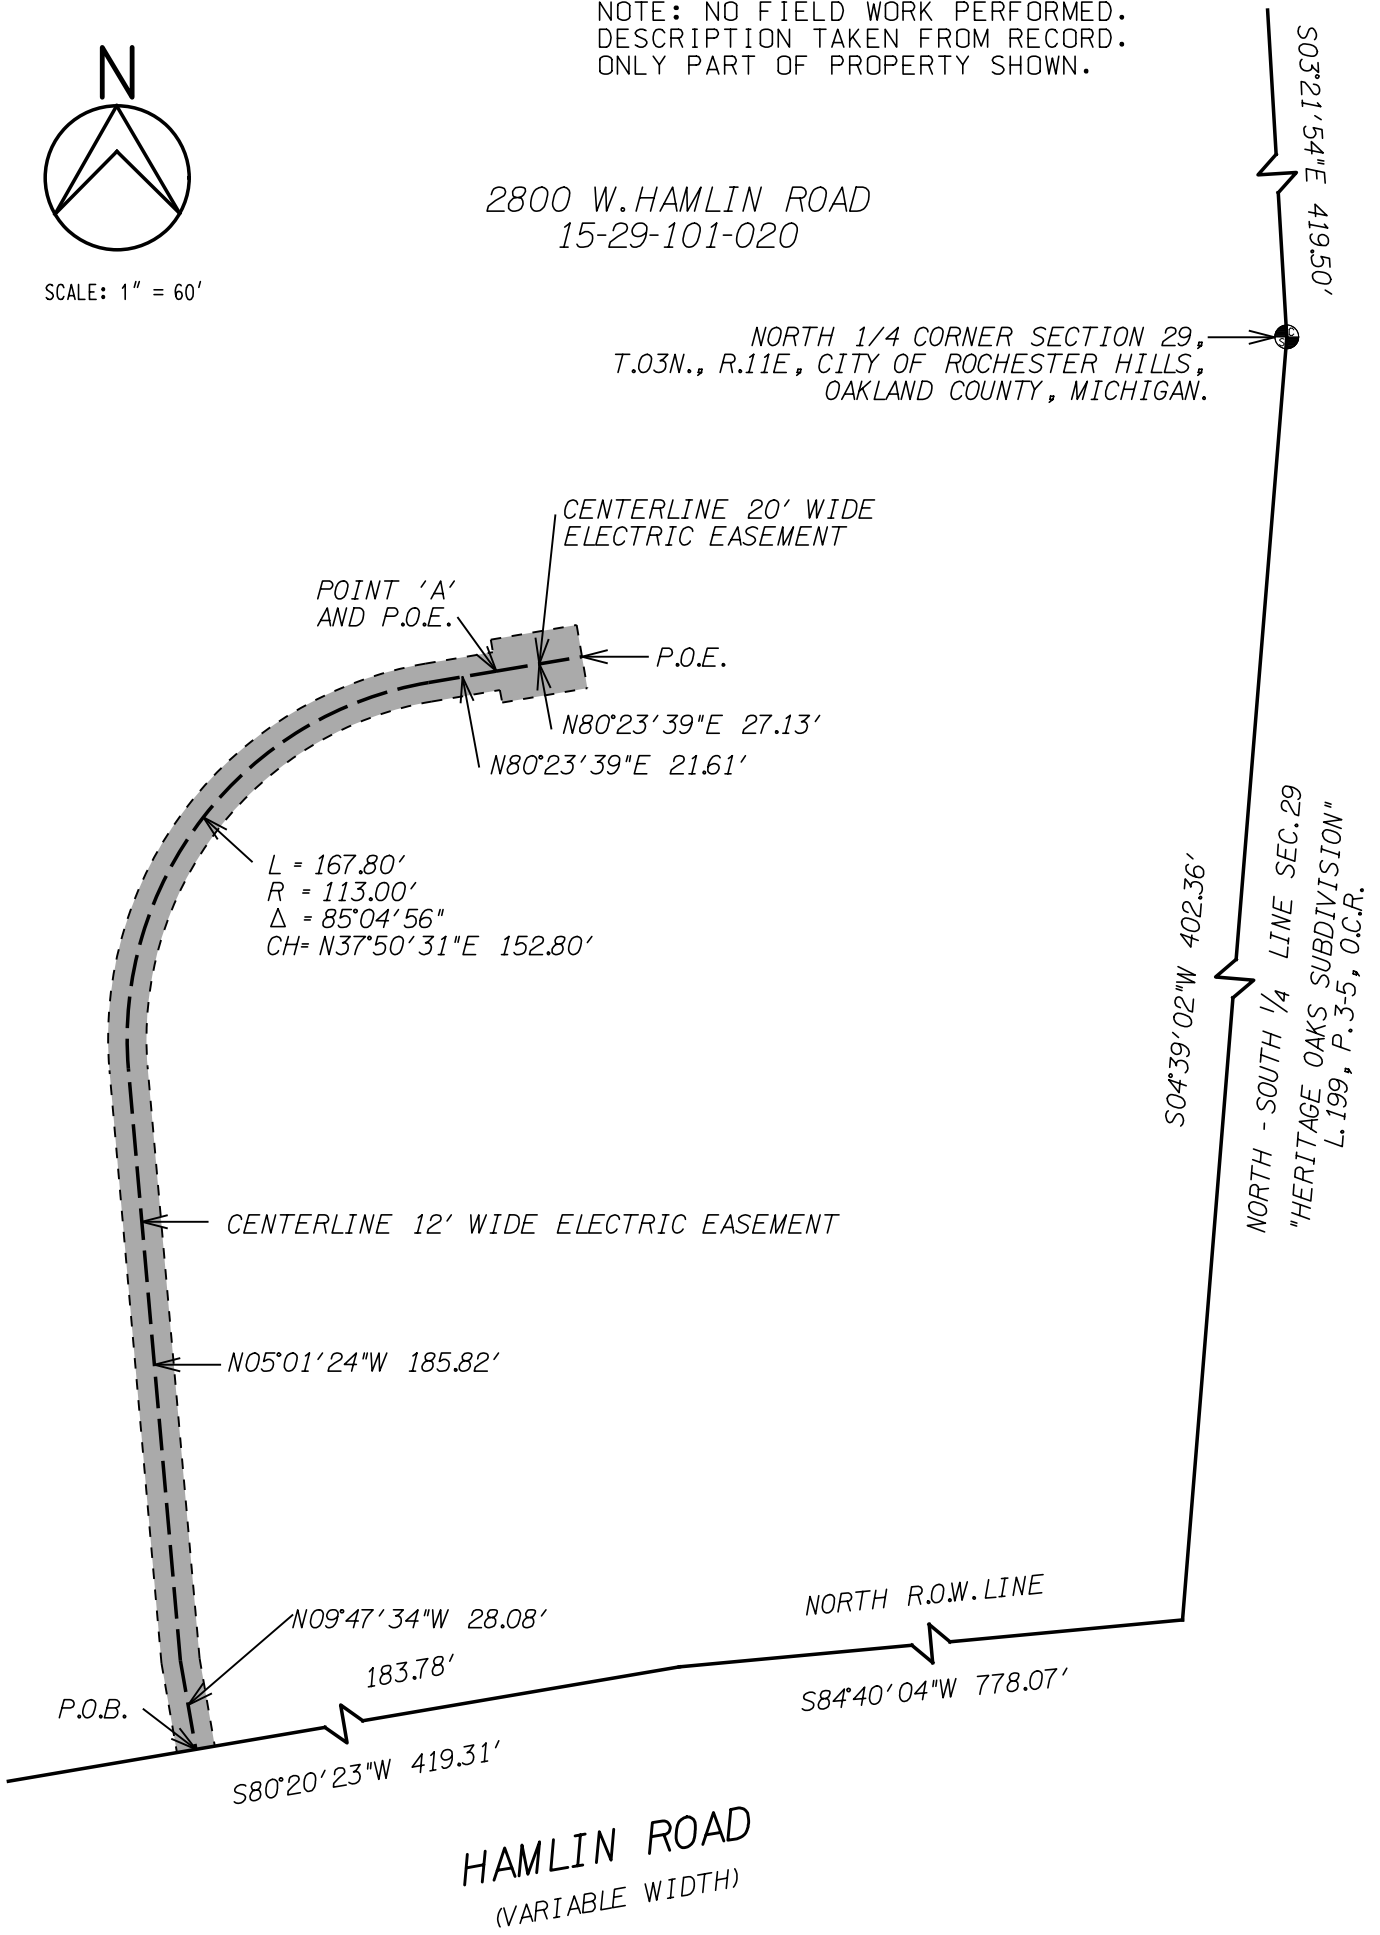 NOTE: NO FIELD WORK PERFORMED.
DESCRIPTION TAKEN FROM RECORD.
ONLY PART OF PROPERTY SHOWN.
N
SCALE: 1" = 60'
2800 W. HAMLIN ROAD
15-29-101-020
S03°21'54"E 419.50'
NORTH 1/4 CORNER SECTION 29,
T.03N., R.11E, CITY OF ROCHESTER HILLS,
OAKLAND COUNTY, MICHIGAN.
CENTERLINE 20' WIDE
ELECTRIC EASEMENT
POINT 'A'
AND P.O.E.
P.O.E.
N80°23'39"E 27.13'
N80°23'39"E 21.61'
L = 167.80'
R = 113.00'
Δ = 85°04'56"
CH= N37°50'31"E 152.80'
S04°39'02"W 402.36'
NORTH - SOUTH 1/4 LINE SEC. 29
"HERITAGE OAKS SUBDIVISION"
L. 199, P. 3-5, O.C.R.
CENTERLINE 12' WIDE ELECTRIC EASEMENT
N05°01'24"W 185.82'
N09°47'34"W 28.08'
183.78'
P.O.B.
S80°20'23"W 419.31'
NORTH R.O.W. LINE
S84°40'04"W 778.07'
HAMLIN ROAD
(VARIABLE WIDTH)